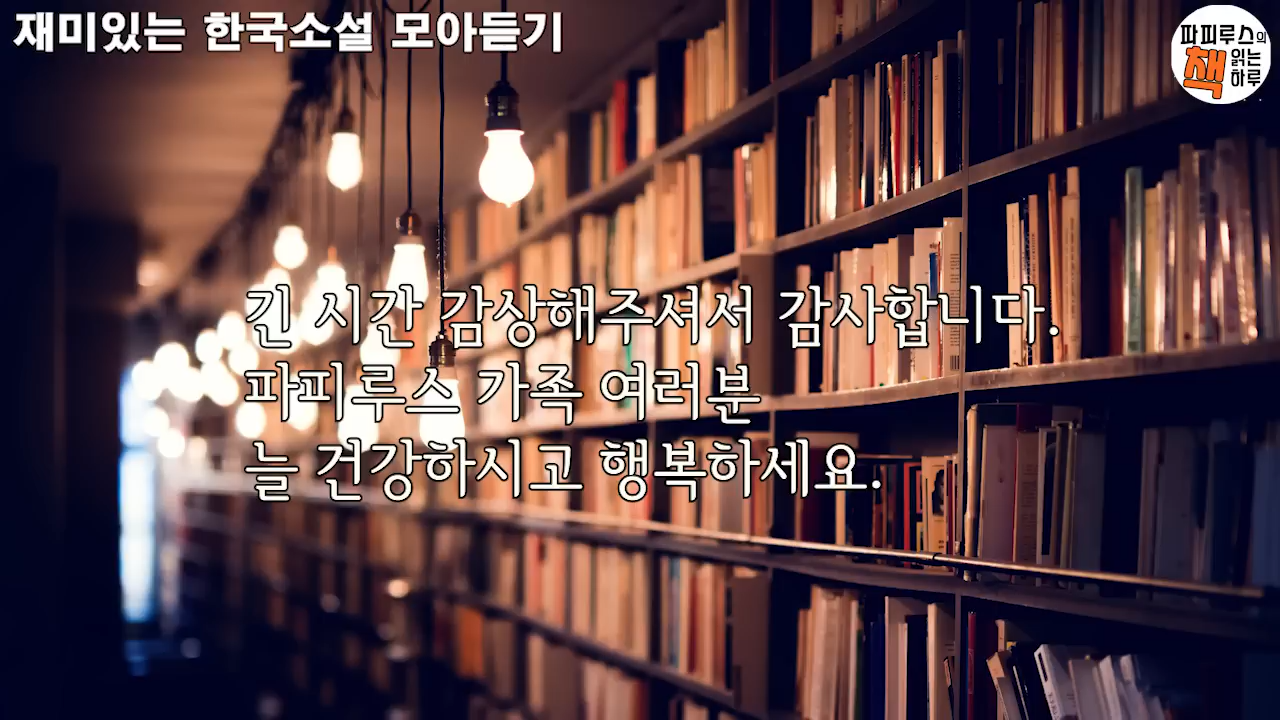 재미있는 한국소설 모아듣기
파피루스의
책 읽는
하루
긴 시간 감상해주셔서 감사합니다.
파피루스 가족 여러분
늘 건강하시고 행복하세요.